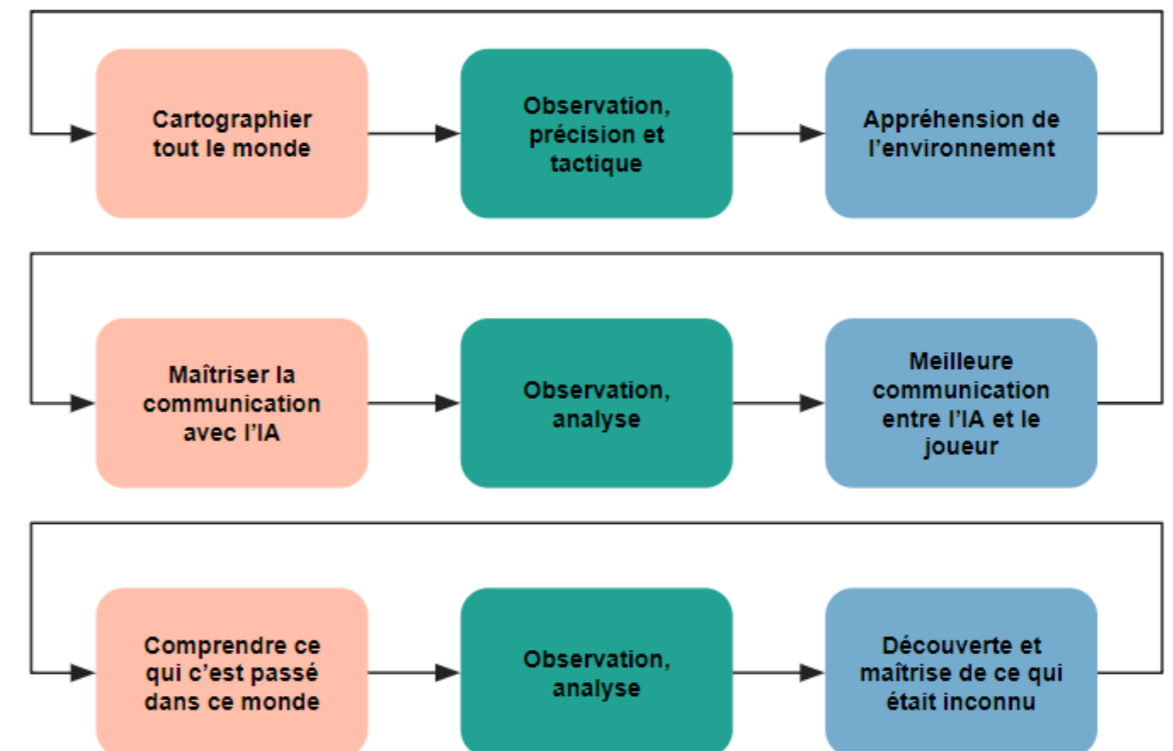 Cartographier
tout le monde
Observation,
précision et
tactique
Appréhension de
l'environnement
Maîtriser la
communication
avec l'IA
Observation,
analyse
Meilleure
communication
entre l'IA et le
joueur
Comprendre ce
qui c'est passé
dans ce monde
Observation,
analyse
Découverte et
maîtrise de ce qui
était inconnu